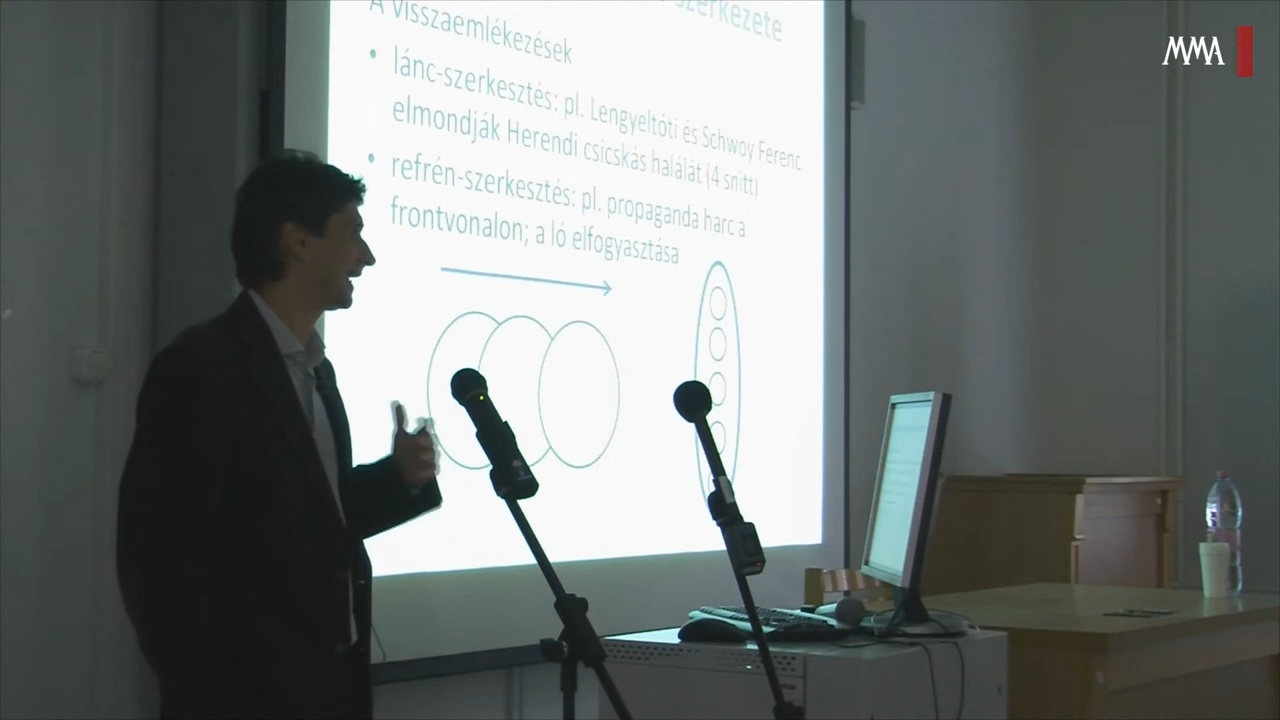 szerkezete
A visszaemlékezések
• lánc-szerkesztés: pl. Lengyeltóti és Schwoy Ferenc
elmondják Herendi csicskás halálát (4 snitt)
• refrén-szerkesztés: pl. propaganda harc a
frontvonalon; a ló elfogyasztása
MMA